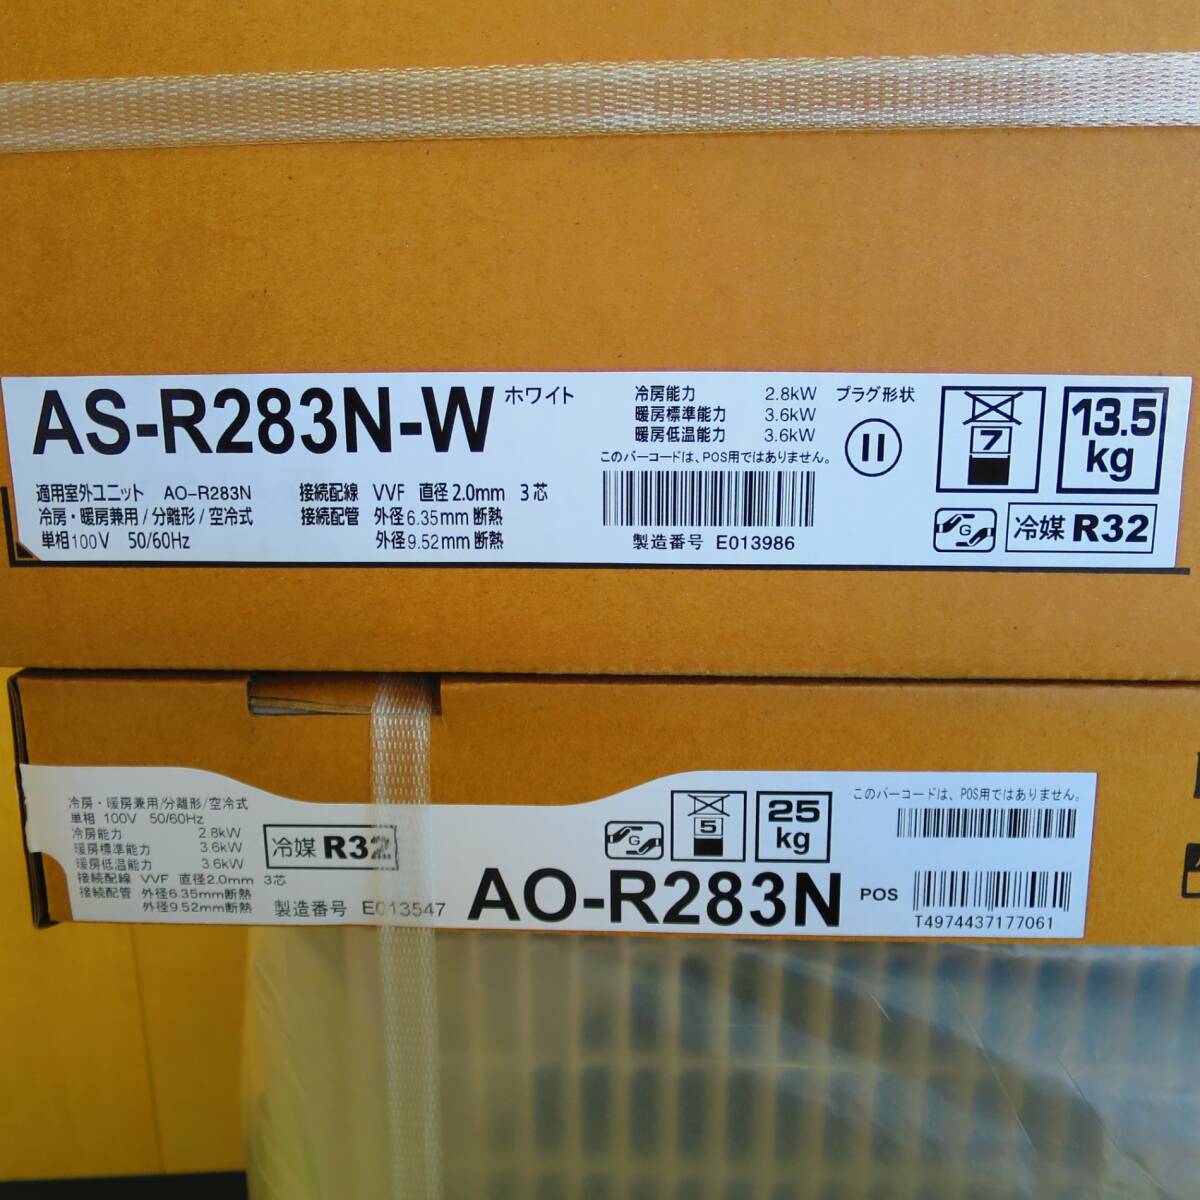 AS-R283N-W ホワイト
適用室外ユニット AO-R283N
冷房・暖房兼用/分離形/空冷式
単相100V 50/60Hz
接続配線 VVF 直径2.0mm 3芯
接続配管 外径6.35mm断熱
外径9.52mm断熱
冷房能力 2.8kW
暖房標準能力 3.6kW
暖房低温能力 3.6kW
このバーコードは、POS用ではありません。
製造番号 E013986
プラグ形状
7
13.5
kg
G
冷媒 R32
冷房・暖房兼用/分離形/空冷式
単相 100V 50/60Hz
冷房能力 2.8kW
暖房標準能力 3.6kW
暖房低温能力 3.6kW
接続配線 VVF 直径2.0mm 3芯
接続配管 外径6.35mm断熱
外径9.52mm断熱
冷媒 R32
製造番号 E013547
G
5
25
kg
AO-R283N
このバーコードは、POS用ではありません。
POS
T4974437177061